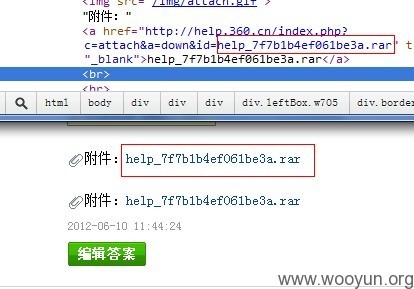 <img src="/img/attach.gif">
"附件: "
<a href="http://help.360.cn/index.php?
c=attach&a=down&id=help_7f7b1b4ef061be3a.rar" t
"_blank">help_7f7b1b4ef061be3a.rar</a>
<br>
<br>
html body div div div div.leftBox.w705 div.border
附件：help_7f7b1b4ef061be3a.rar
附件：help_7f7b1b4ef061be3a.rar
2012-06-10 11:44:24
编辑答案
www.wooyun.org